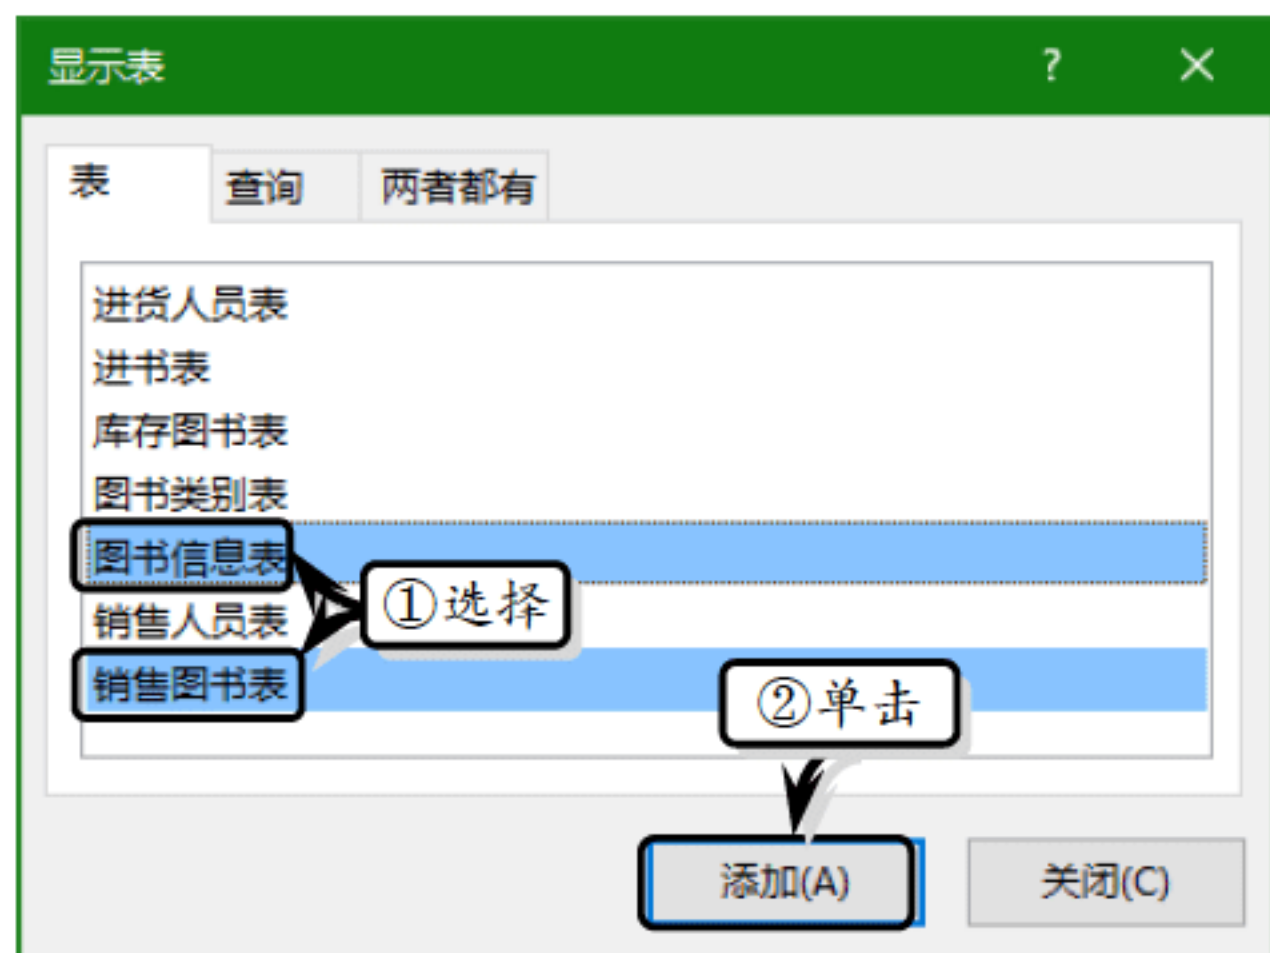 显示表
表 查询 两者都有
进货人员表
进书表
库存图书表
图书类别表
图书信息表
①选择
销售人员表
销售图书表
②单击
添加(A) 关闭(C)